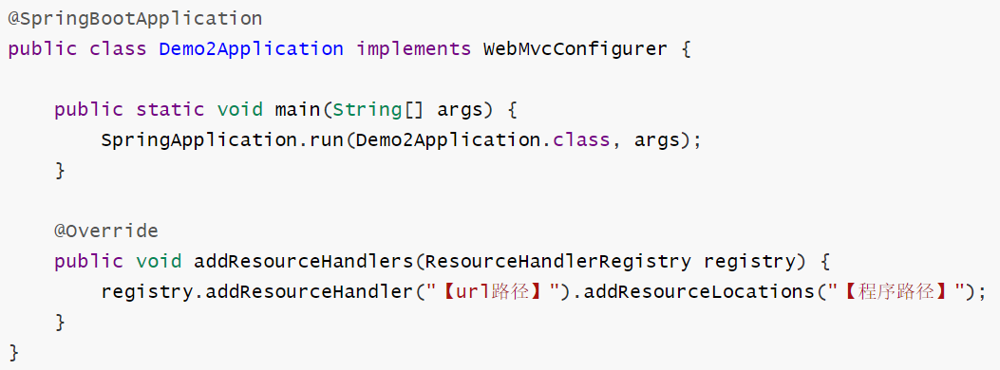 @SpringBootApplication
public class Demo2Application implements WebMvcConfigurer {
    public static void main(String[] args) {
        SpringApplication.run(Demo2Application.class, args);
    }
    @Override
    public void addResourceHandlers(ResourceHandlerRegistry registry) {
        registry.addResourceHandler("【url路径】").addResourceLocations("【程序路径】");
    }
}